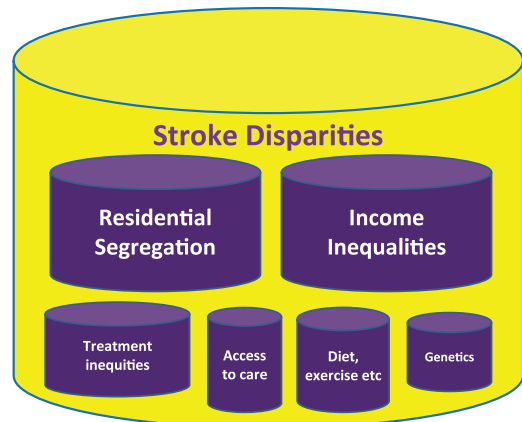 Stroke Disparities
Residential
Segregation
Income
Inequalities
Treatment
inequities
Access
to care
Diet,
exercise etc
Genetics